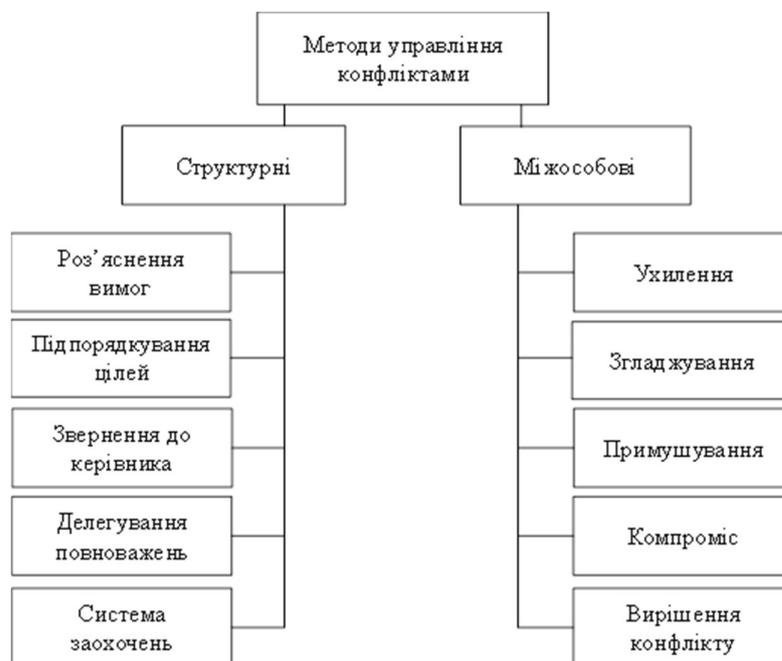 Методи управління
конфліктами
Структурні
Міжособові
Роз’яснення
вимог
Підпорядкування
цілей
Звернення до
керівника
Делегування
повноважень
Система
заохочень
Ухилення
Згладжування
Примушування
Компроміс
Вирішення
конфлікту